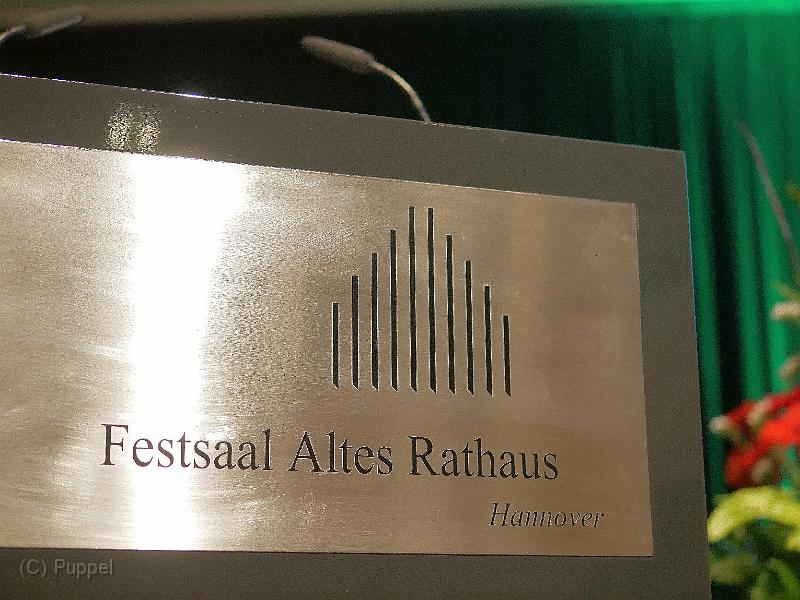 Festsaal Altes Rathaus
Hannover
(C) Puppel